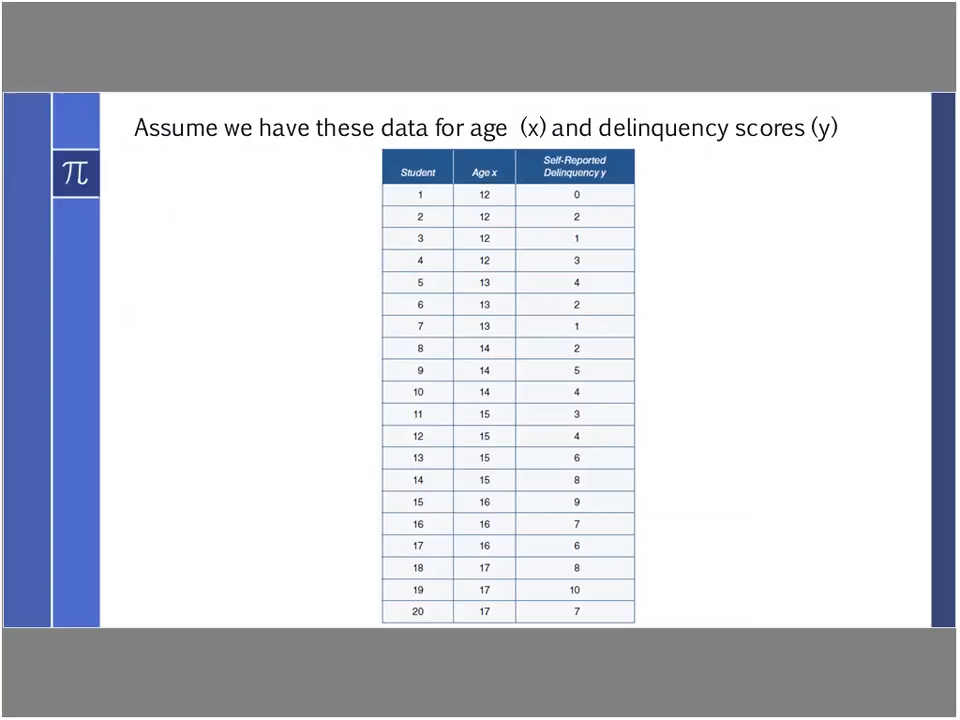 Assume we have these data for age (x) and delinquency scores (y)
π
Student Age x Self-Reported Delinquency y
1 12 0
2 12 2
3 12 1
4 12 3
5 13 4
6 13 2
7 13 1
8 14 2
9 14 5
10 14 4
11 15 3
12 15 4
13 15 6
14 15 8
15 16 9
16 16 7
17 16 6
18 17 8
19 17 10
20 17 7